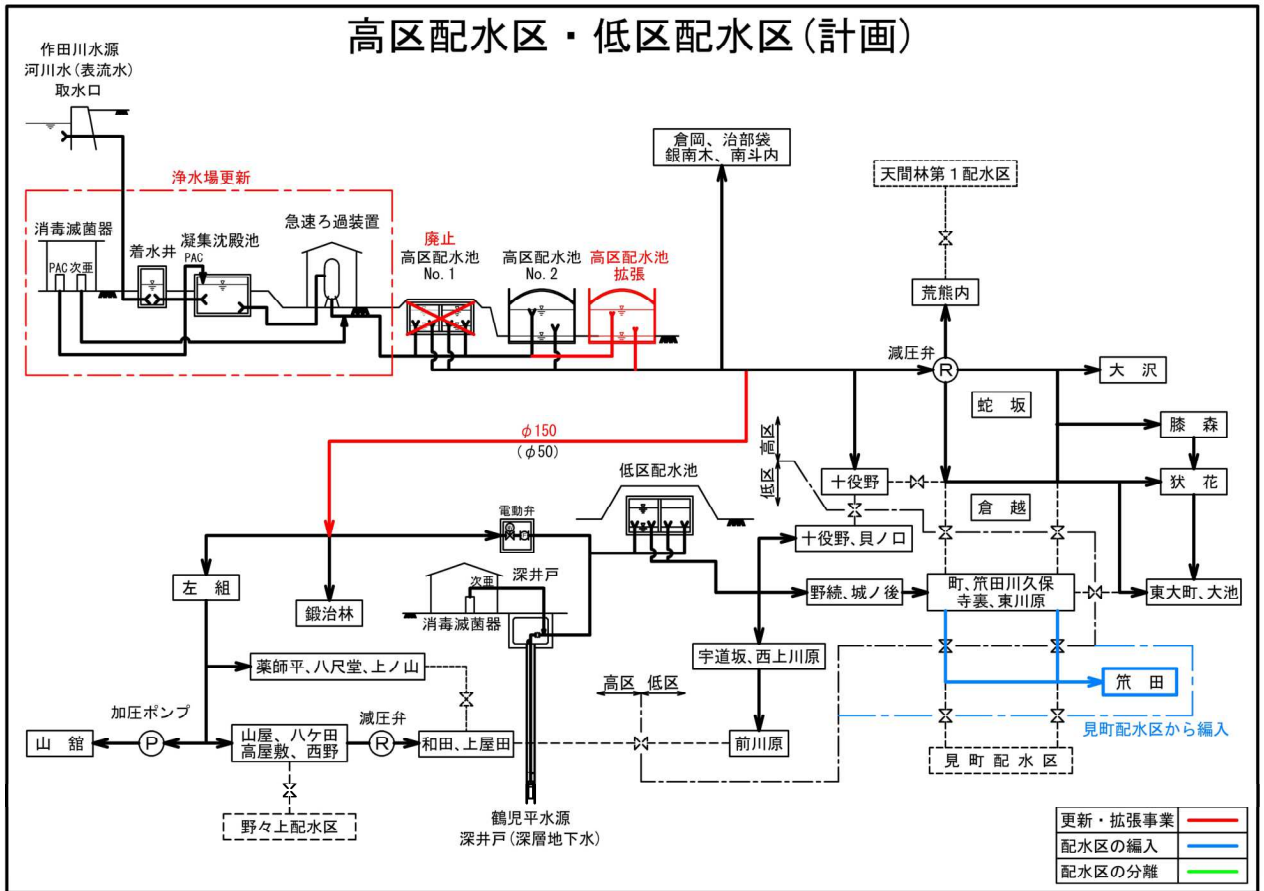 高区配水区・低区配水区(計画)
作田川水源
河川水(表流水)
取水口
浄水場更新
消毒滅菌器
PAC 次亜
着水井
凝集沈殿池
PAC
急速ろ過装置
廃止
高区配水池
No.1
高区配水池
No.2
高区配水池
拡張
倉岡、治部袋
銀南木、南斗内
天間林第1配水区
荒熊内
減圧弁
R
大 沢
蛇 坂
膝 森
状 花
高区
低区
十役野
倉 越
φ150
(φ50)
低区配水池
電動弁
十役野、貝ノ口
左 組
鍛治林
次亜
深井戸
消毒滅菌器
野続、城ノ後
町、笊田川久保
寺裏、東川原
東大町、大池
薬師平、八尺堂、上ノ山
宇道坂、西上川原
高区 低区
笊 田
見町配水区から編入
加圧ポンプ
山 舘
P
山屋、八ケ田
高屋敷、西野
減圧弁
R
和田、上屋田
前川原
見 町 配 水 区
野々上配水区
鶴児平水源
深井戸(深層地下水)
更新・拡張事業
配水区の編入
配水区の分離